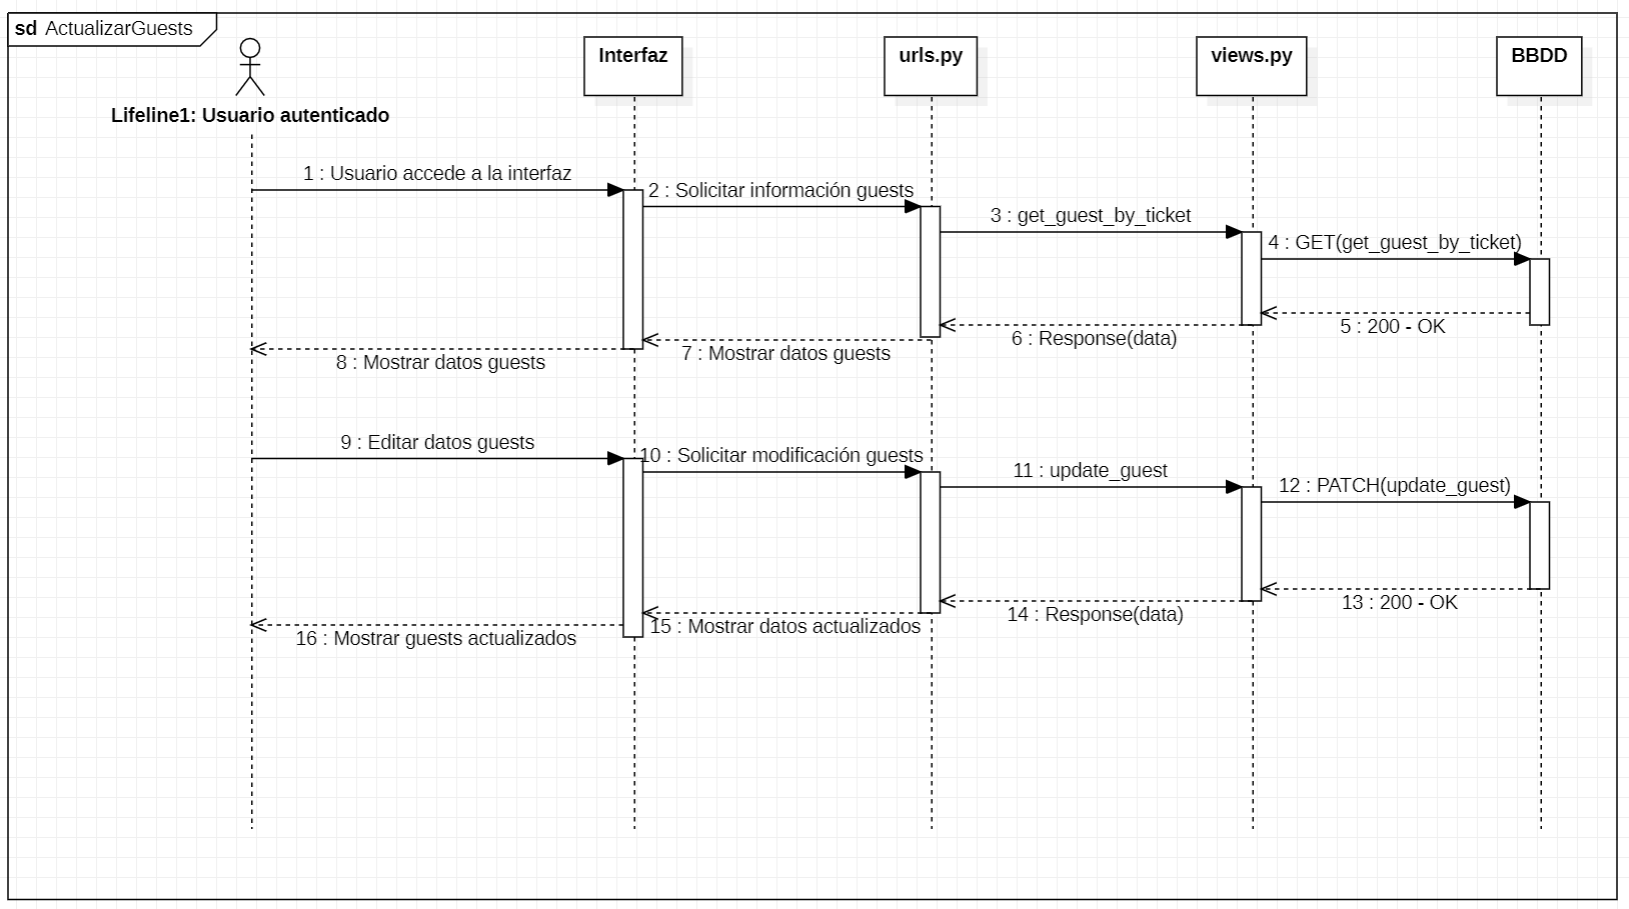 sd ActualizarGuests
Lifeline1: Usuario autenticado
Interfaz
urls.py
views.py
BBDD
1 : Usuario accede a la interfaz
2 : Solicitar información guests
3 : get_guest_by_ticket
4 : GET(get_guest_by_ticket)
5 : 200 - OK
6 : Response(data)
7 : Mostrar datos guests
8 : Mostrar datos guests
9 : Editar datos guests
10 : Solicitar modificación guests
11 : update_guest
12 : PATCH(update_guest)
13 : 200 - OK
14 : Response(data)
15 : Mostrar datos actualizados
16 : Mostrar guests actualizados